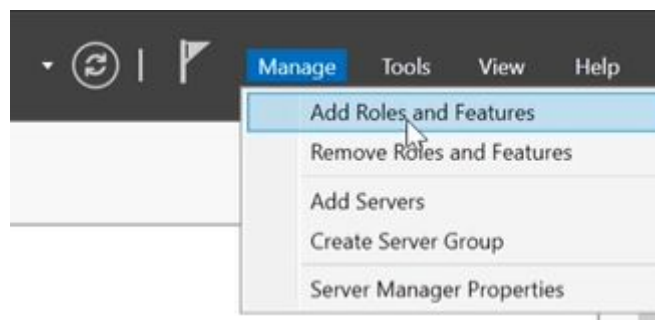 Manage Tools View Help
Add Roles and Features
Remove Roles and Features
Add Servers
Create Server Group
Server Manager Properties